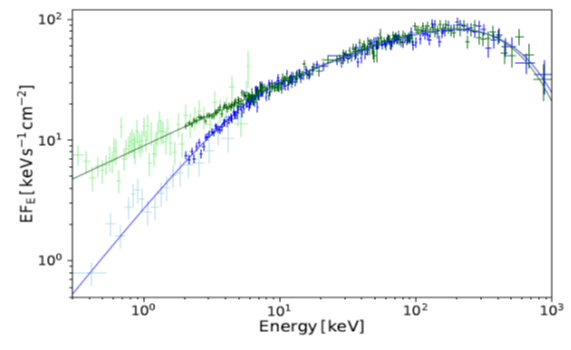 10²
10¹
10⁰
EF_E [keV s⁻¹ cm⁻²]
10⁰ 10¹ 10² 10³
Energy [keV]